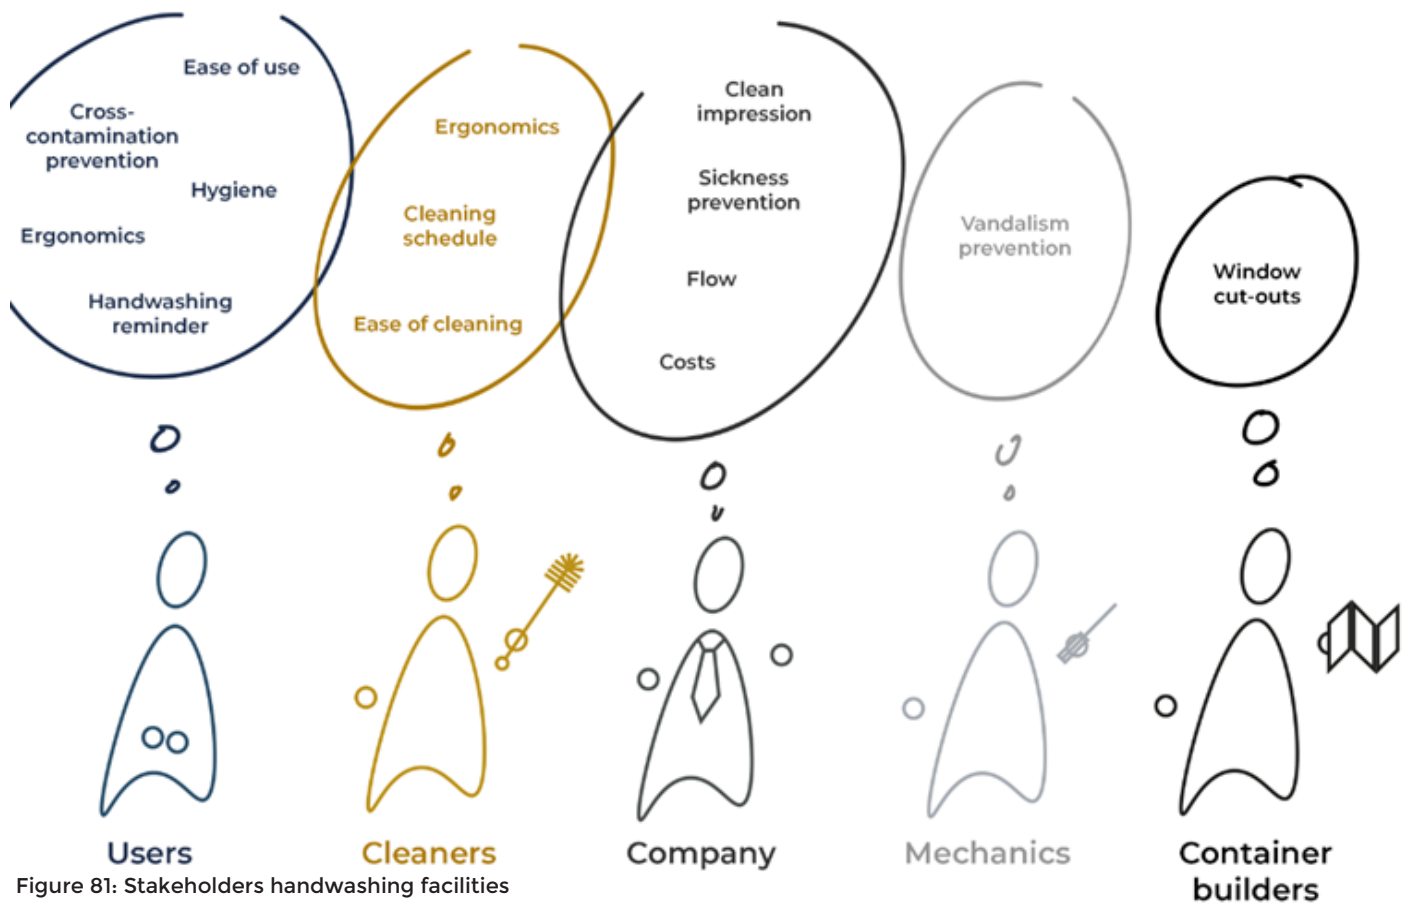 Ease of use
Cross-
contamination
prevention
Hygiene
Ergonomics
Handwashing
reminder
Ergonomics
Cleaning
schedule
Ease of cleaning
Clean
impression
Sickness
prevention
Flow
Costs
Vandalism
prevention
Window
cut-outs
Users
Cleaners
Company
Mechanics
Container
builders
Figure 81: Stakeholders handwashing facilities